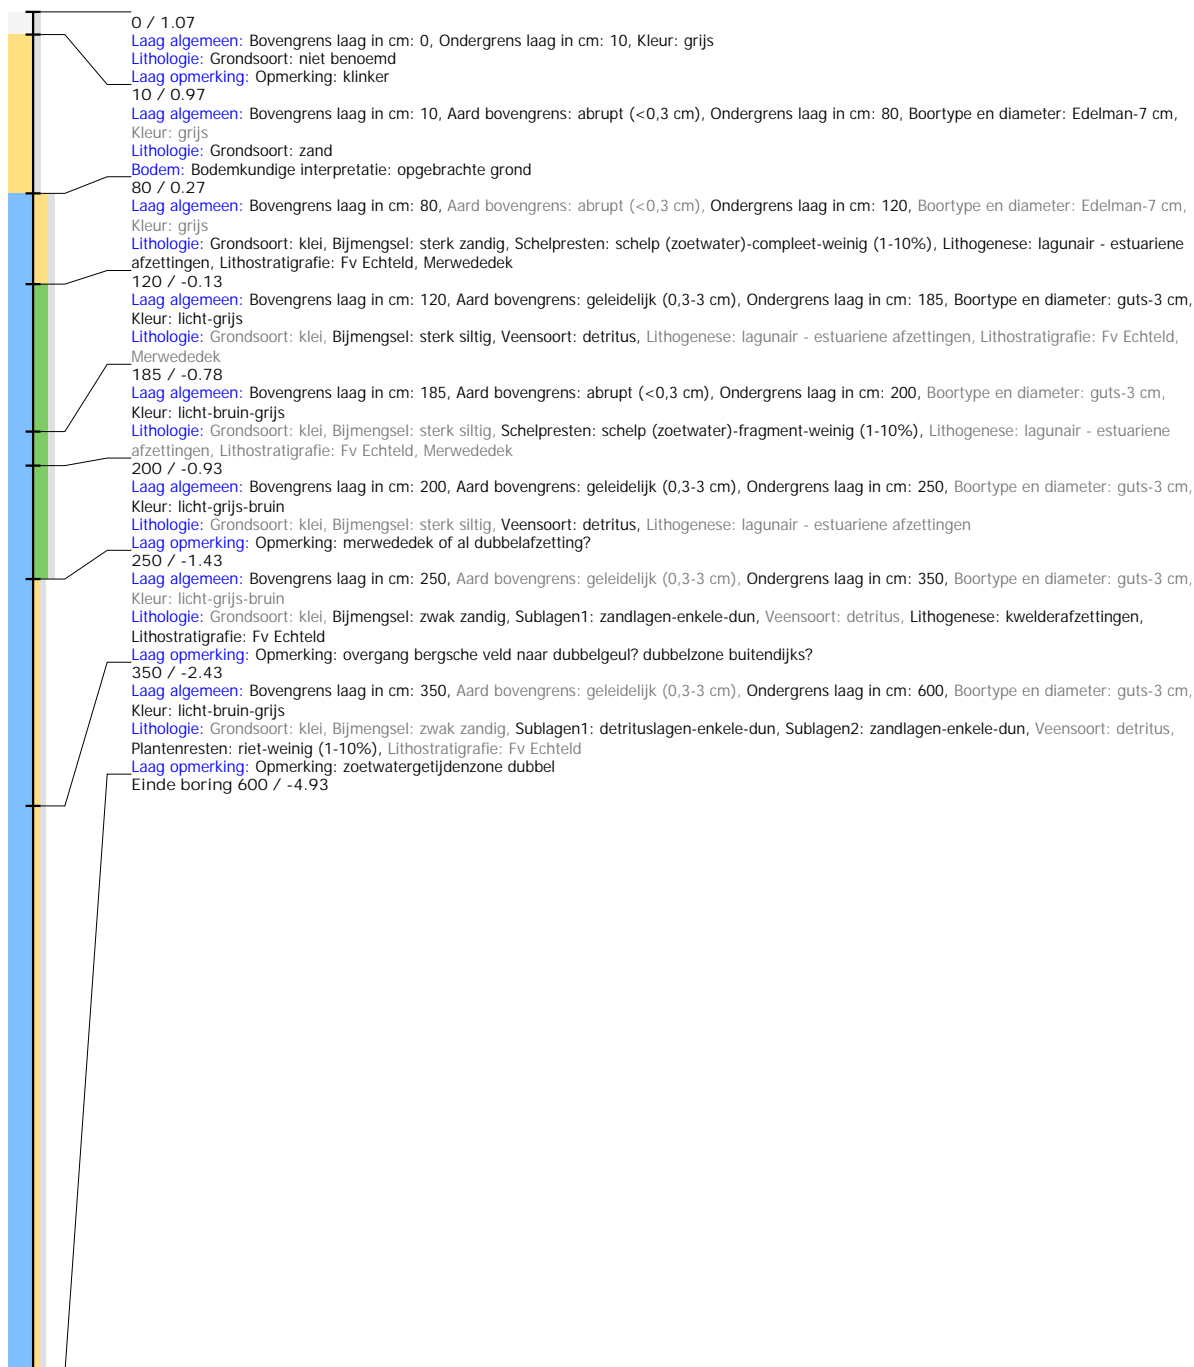 0 / 1.07
Laag algemeen: Bovengrens laag in cm: 0, Ondergrens laag in cm: 10, Kleur: grijs
Lithologie: Grondsoort: niet benoemd
Laag opmerking: Opmerking: klinker
10 / 0.97
Laag algemeen: Bovengrens laag in cm: 10, Aard bovengrens: abrupt (<0,3 cm), Ondergrens laag in cm: 80, Boortype en diameter: Edelman-7 cm,
Kleur: grijs
Lithologie: Grondsoort: zand
Bodem: Bodemkundige interpretatie: opgebrachte grond
80 / 0.27
Laag algemeen: Bovengrens laag in cm: 80, Aard bovengrens: abrupt (<0,3 cm), Ondergrens laag in cm: 120, Boortype en diameter: Edelman-7 cm,
Kleur: grijs
Lithologie: Grondsoort: klei, Bijmengsel: sterk zandig, Schelpresten: schelp (zoetwater)-compleet-weinig (1-10%), Lithogenese: lagunair - estuariene
afzettingen, Lithostratigrafie: Fv Echteld, Merwededek
120 / -0.13
Laag algemeen: Bovengrens laag in cm: 120, Aard bovengrens: geleidelijk (0,3-3 cm), Ondergrens laag in cm: 185, Boortype en diameter: guts-3 cm,
Kleur: licht-grijs
Lithologie: Grondsoort: klei, Bijmengsel: sterk siltig, Veensoort: detritus, Lithogenese: lagunair - estuariene afzettingen, Lithostratigrafie: Fv Echteld,
Merwededek
185 / -0.78
Laag algemeen: Bovengrens laag in cm: 185, Aard bovengrens: abrupt (<0,3 cm), Ondergrens laag in cm: 200, Boortype en diameter: guts-3 cm,
Kleur: licht-bruin-grijs
Lithologie: Grondsoort: klei, Bijmengsel: sterk siltig, Schelpresten: schelp (zoetwater)-fragment-weinig (1-10%), Lithogenese: lagunair - estuariene
afzettingen, Lithostratigrafie: Fv Echteld, Merwededek
200 / -0.93
Laag algemeen: Bovengrens laag in cm: 200, Aard bovengrens: geleidelijk (0,3-3 cm), Ondergrens laag in cm: 250, Boortype en diameter: guts-3 cm,
Kleur: licht-grijs-bruin
Lithologie: Grondsoort: klei, Bijmengsel: sterk siltig, Veensoort: detritus, Lithogenese: lagunair - estuariene afzettingen
Laag opmerking: Opmerking: merwededek of al dubbelafzetting?
250 / -1.43
Laag algemeen: Bovengrens laag in cm: 250, Aard bovengrens: geleidelijk (0,3-3 cm), Ondergrens laag in cm: 350, Boortype en diameter: guts-3 cm,
Kleur: licht-grijs-bruin
Lithologie: Grondsoort: klei, Bijmengsel: zwak zandig, Sublagen1: zandlagen-enkele-dun, Veensoort: detritus, Lithogenese: kwelderafzettingen,
Lithostratigrafie: Fv Echteld
Laag opmerking: Opmerking: overgang bergsche veld naar dubbelgeul? dubbelzone buitendijks?
350 / -2.43
Laag algemeen: Bovengrens laag in cm: 350, Aard bovengrens: geleidelijk (0,3-3 cm), Ondergrens laag in cm: 600, Boortype en diameter: guts-3 cm,
Kleur: licht-bruin-grijs
Lithologie: Grondsoort: klei, Bijmengsel: zwak zandig, Sublagen1: detrituslagen-enkele-dun, Sublagen2: zandlagen-enkele-dun, Veensoort: detritus,
Plantenresten: riet-weinig (1-10%), Lithostratigrafie: Fv Echteld
Laag opmerking: Opmerking: zoetwatergetijdenzone dubbel
Einde boring 600 / -4.93